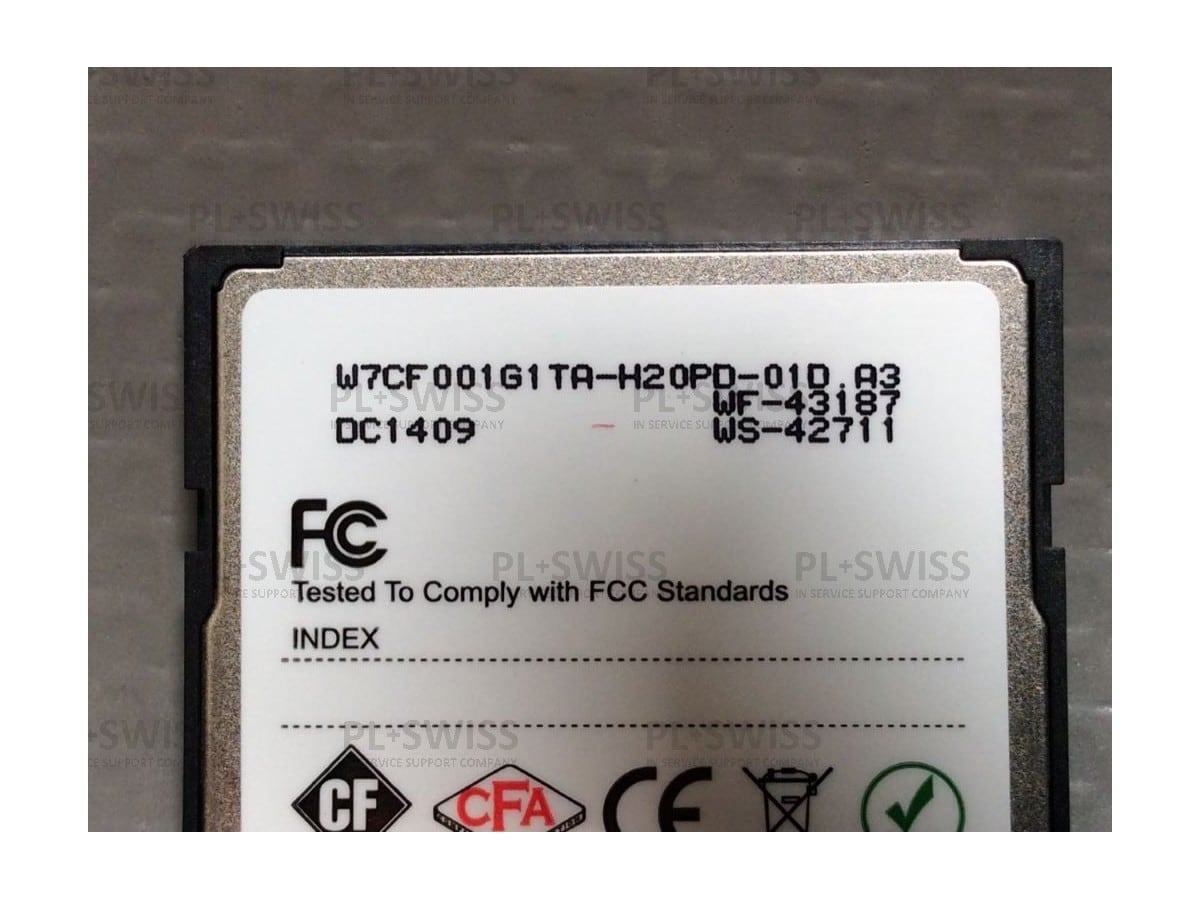 W7CF001G1TA-H20PD-01D.A3
WF-43187
DC1409 WS-42711
FC
Tested To Comply with FCC Standards
INDEX
CF
CFA
CE
PL+SWISS
IN SERVICE SUPPORT COMPANY